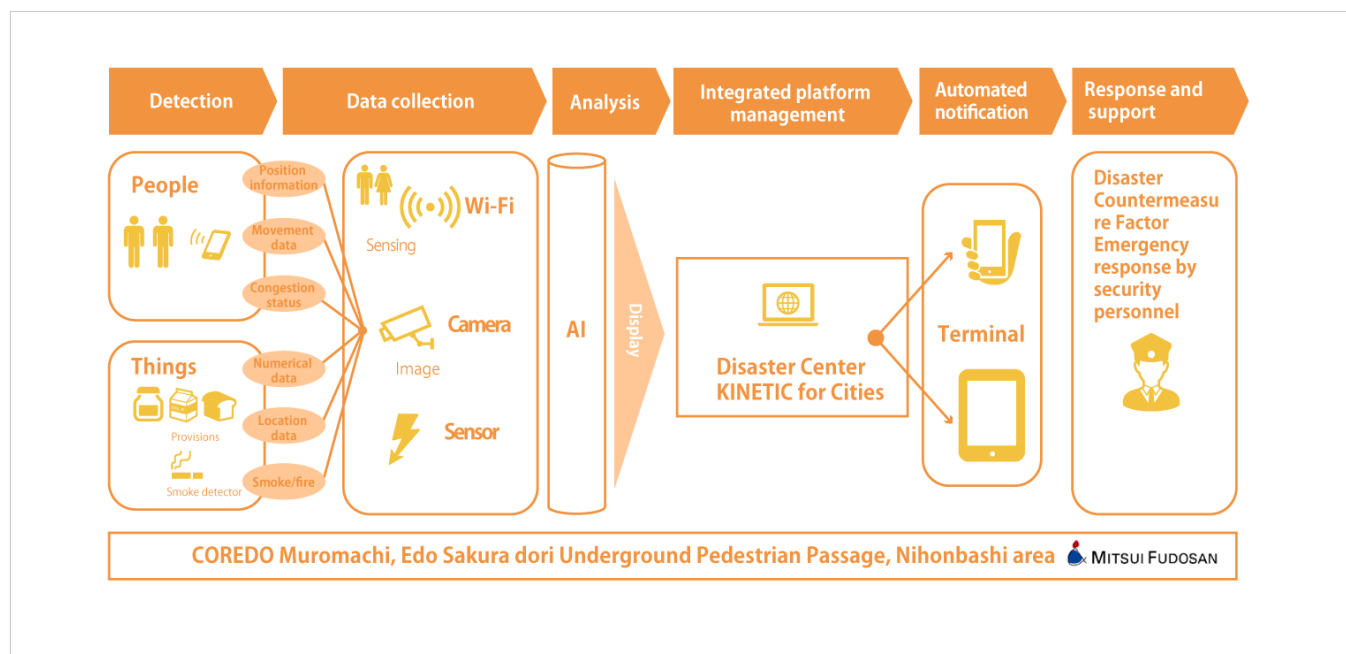 Detection
Data collection
Analysis
Integrated platform
management
Automated
notification
Response and
support
People
Position
information
Movement
data
Congestion
status
Things
Provisions
Smoke detector
Numerical
data
Location
data
Smoke/fire
Wi-Fi
Sensing
Camera
Image
Sensor
AI
Display
Disaster Center
KINETIC for Cities
Terminal
Disaster
Countermeasu
re Factor
Emergency
response by
security
personnel
COREDO Muromachi, Edo Sakura dori Underground Pedestrian Passage, Nihonbashi area MITSUI FUDOSAN